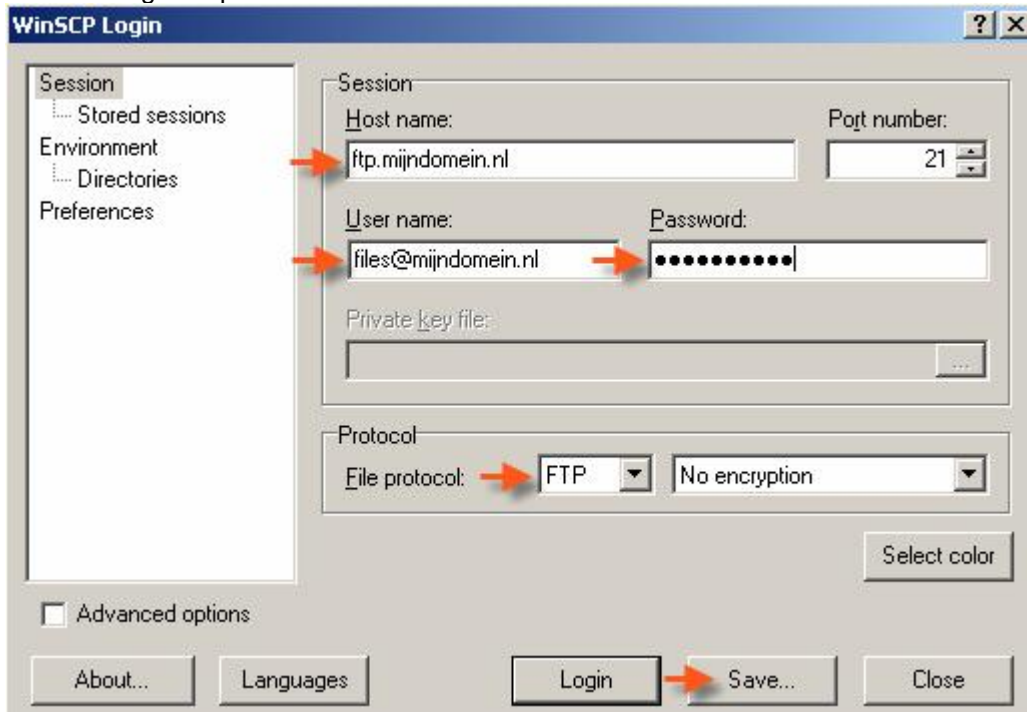 WinSCP Login
Session
Stored sessions
Environment
Directories
Preferences
Session
Host name: Port number:
ftp.mijndomein.nl 21
User name: Password:
files@mijndomein.nl ●●●●●●●●●●
Private key file:
...
Protocol
File protocol: FTP No encryption
Select color
Advanced options
About... Languages Login Save... Close